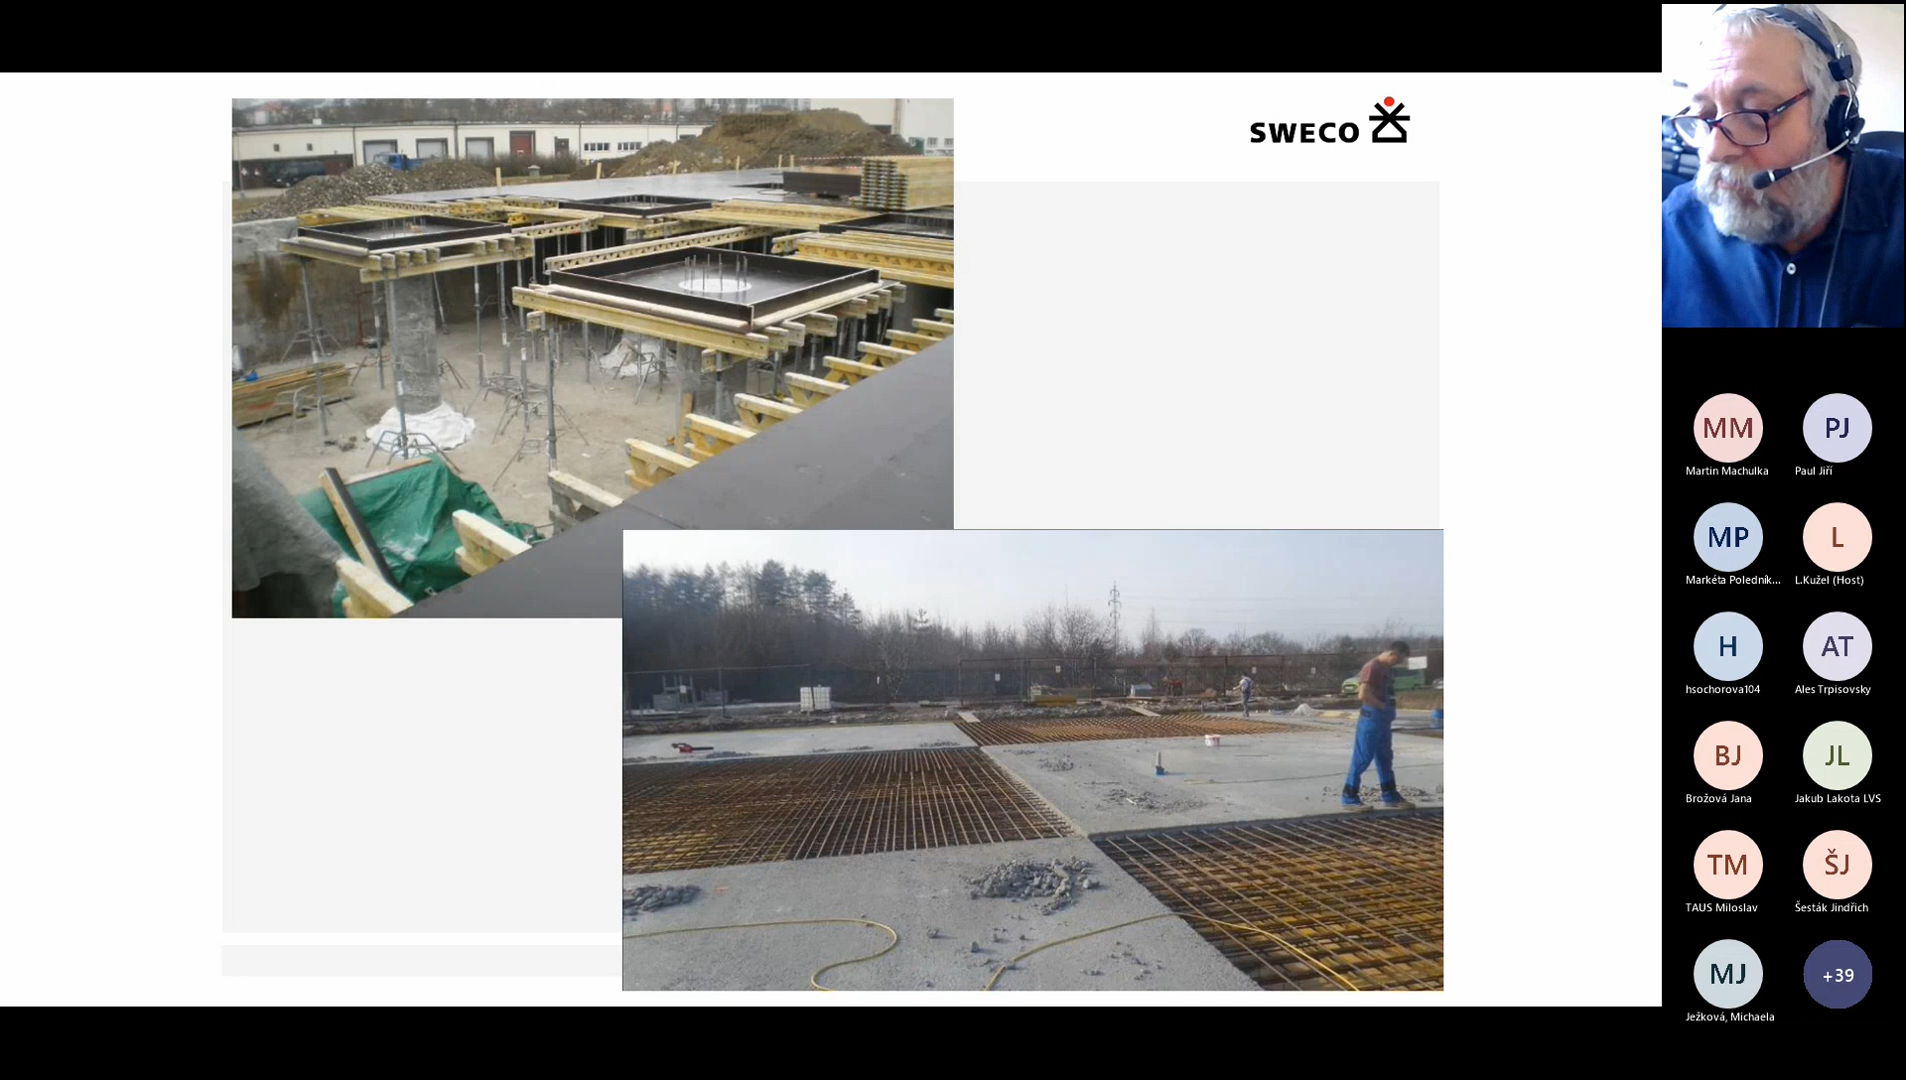 SWECO
MM
PJ
Martin Machulka
Paul Jiří
MP
L
Markéta Poledník...
L.Kužel (Host)
H
AT
hsochorova104
Ales Trpisovsky
BJ
JL
Brožová Jana
Jakub Lakota LVS
TM
ŠJ
TAUS Miloslav
Šesták Jindřich
MJ
+39
Ježková, Michaela